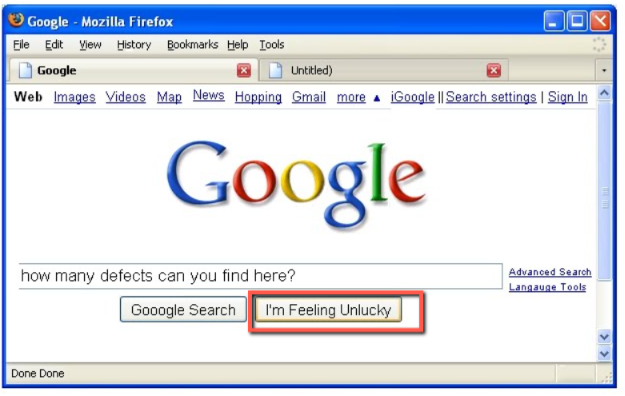 Google - Mozilla Firefox
File Edit View History Bookmarks Help Tools
Google Untitled)
Web Images Videos Map News Hopping Gmail more ▲ iGoogle || Search settings | Sign In
Google
how many defects can you find here?
Advanced Search
Langauge Tools
Gooogle Search I'm Feeling Unlucky
Done Done